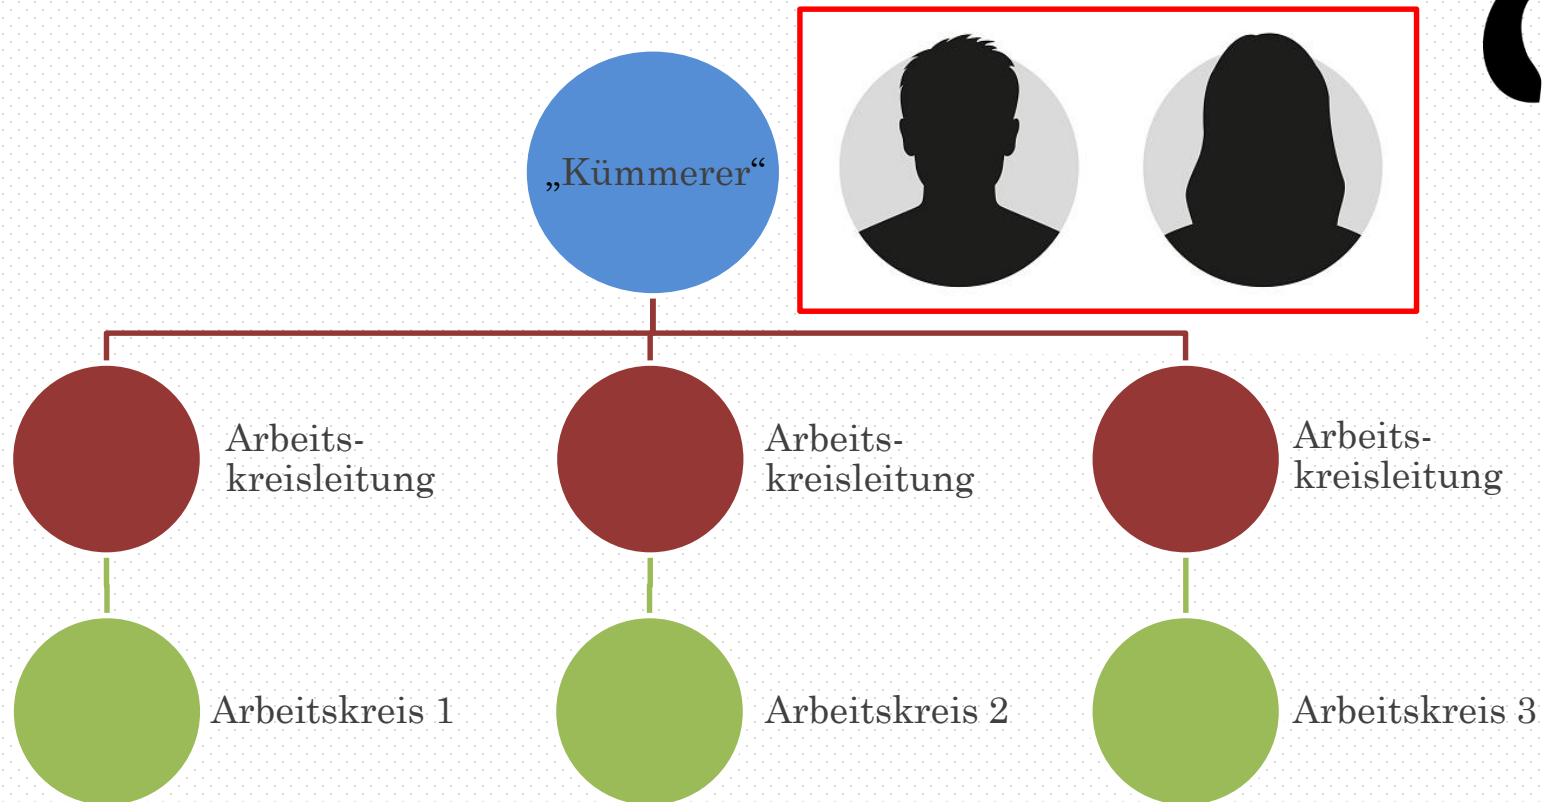 „Kümmerer“
Arbeits-
kreisleitung
Arbeits-
kreisleitung
Arbeits-
kreisleitung
Arbeitskreis 1
Arbeitskreis 2
Arbeitskreis 3